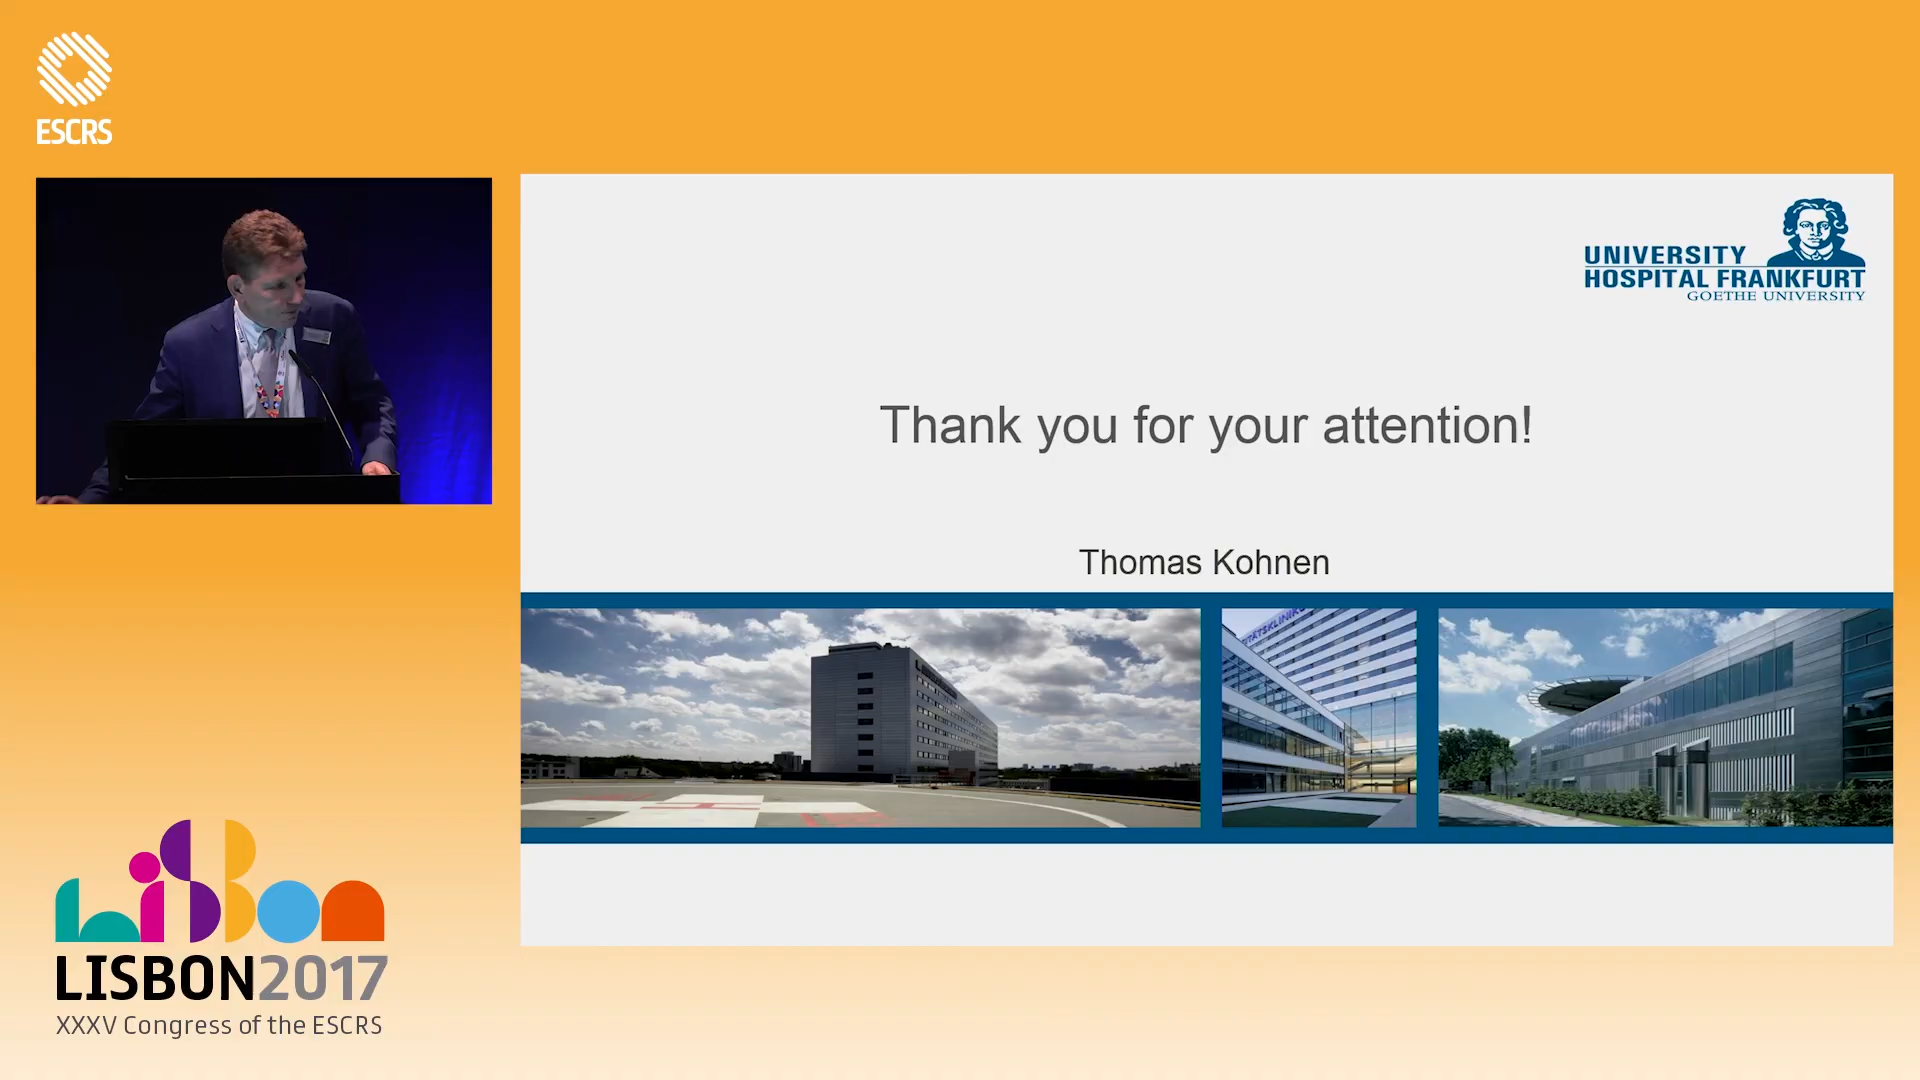 ESCRS
UNIVERSITY
HOSPITAL FRANKFURT
GOETHE UNIVERSITY
Thank you for your attention!
Thomas Kohnen
LISBON
LISBON2017
XXXV Congress of the ESCRS